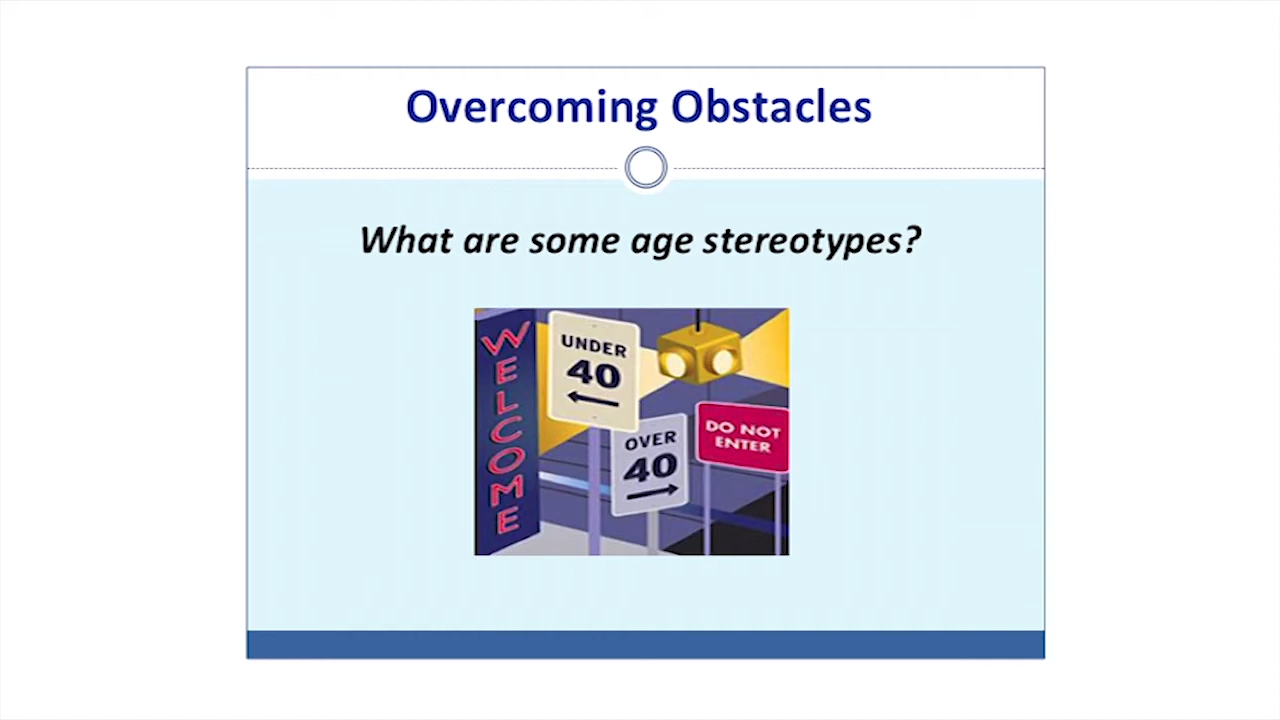 Overcoming Obstacles
What are some age stereotypes?
WELCOME
UNDER
40
OVER
40
DO NOT
ENTER